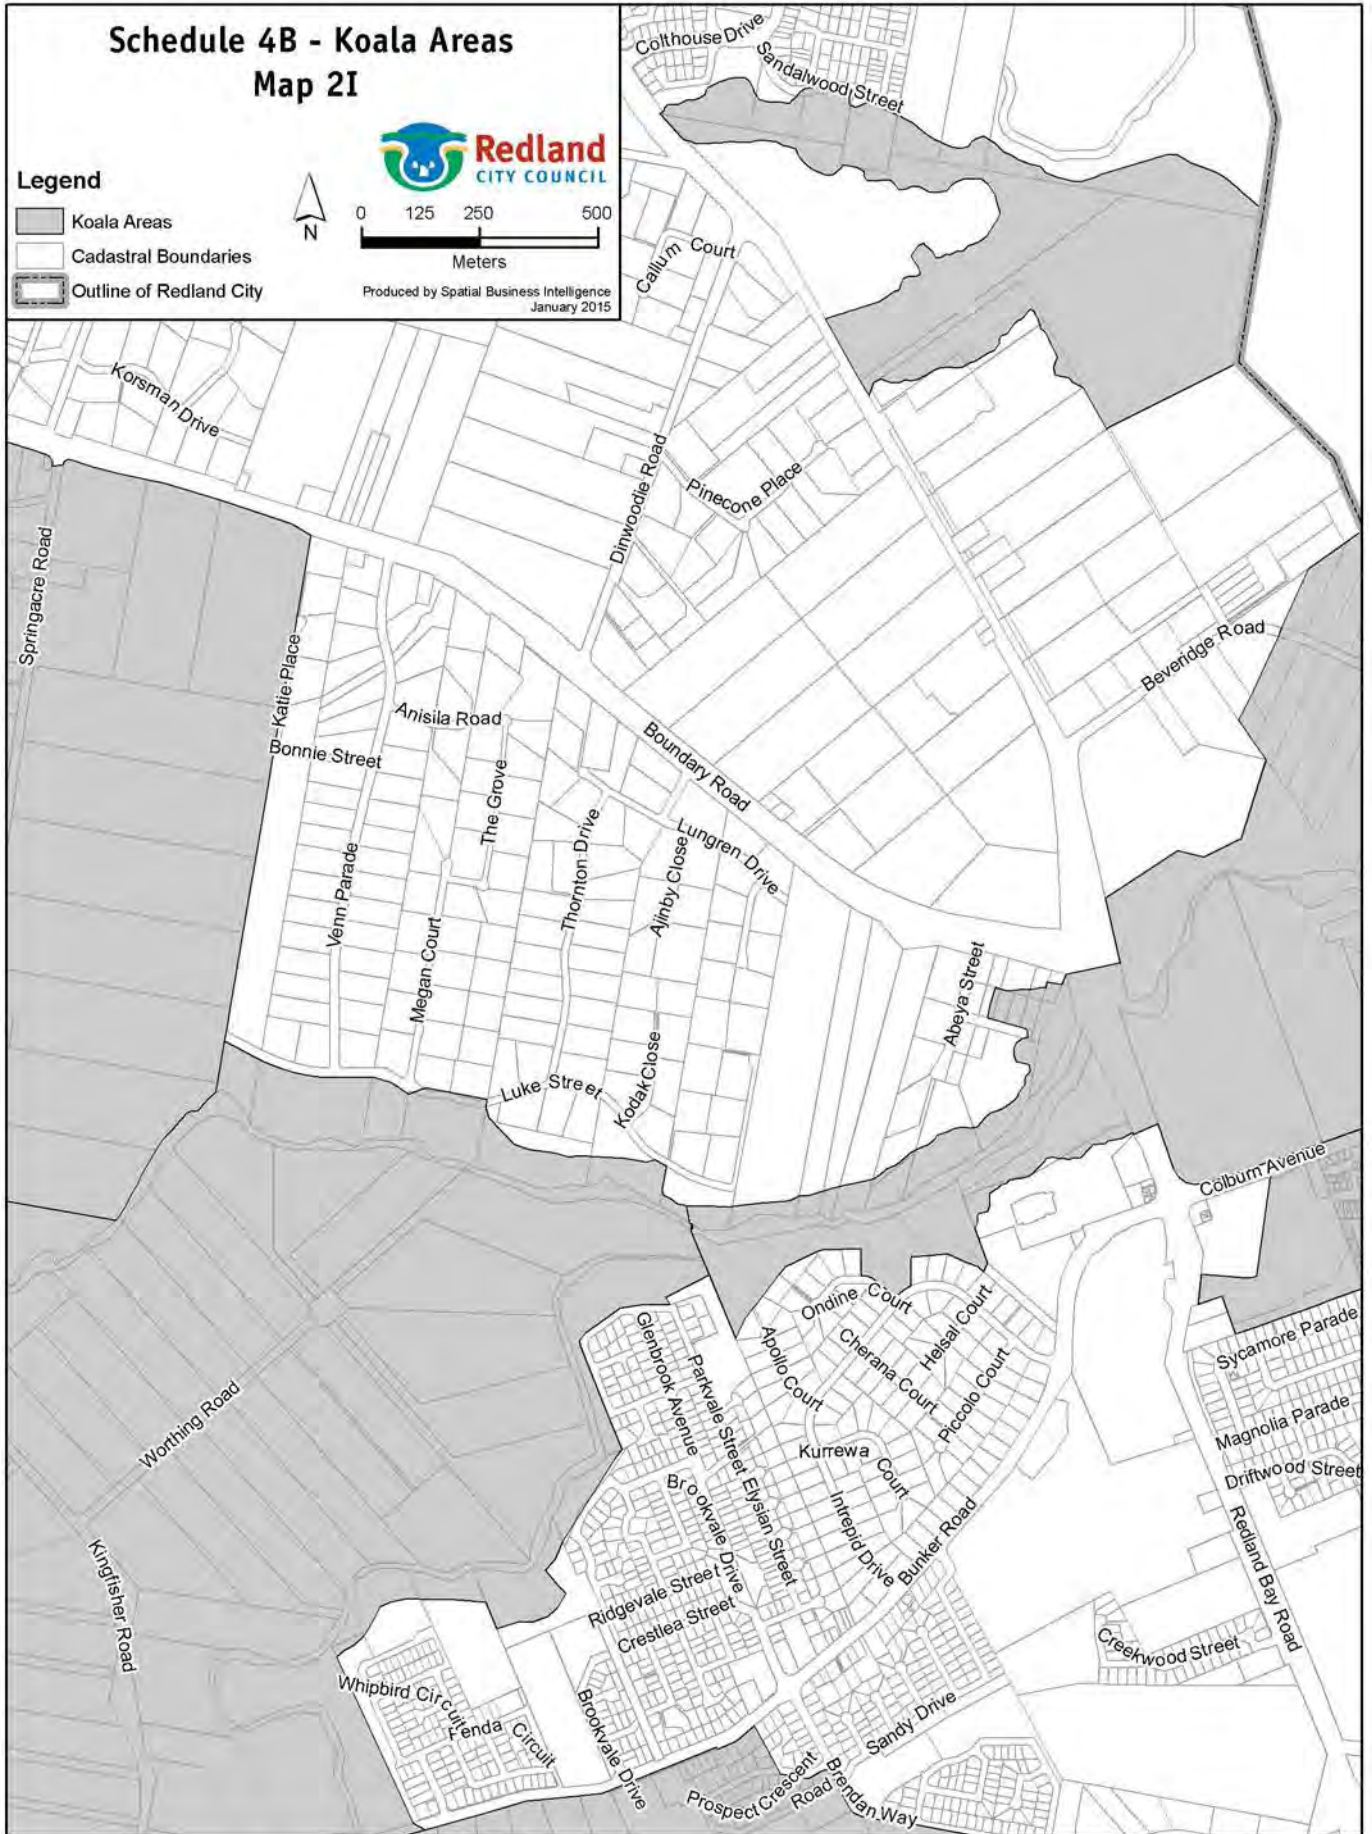 Schedule 4B - Koala Areas
Map 2I
Redland
CITY COUNCIL
Legend
Koala Areas
Cadastral Boundaries
Outline of Redland City
N
0 125 250 500
Meters
Produced by Spatial Business Intelligence
January 2015
Colthouse Drive
Sandalwood Street
Callum Court
Korsman Drive
Dinwoodie Road
Pinecone Place
Springacre Road
Katie Place
Beveridge Road
Anisila Road
Bonnie Street
Boundary Road
The Grove
Lungren Drive
Thornton Drive
Ajinby Close
Venn Parade
Megan Court
Abeya Street
Luke Street
Kodak Close
Colburn Avenue
Ondine Court
Helsal Court
Glenbrook Avenue
Apollo Court
Cherana Court
Parkvale Street
Piccolo Court
Sycamore Parade
Worthing Road
Magnolia Parade
Kurrewa Court
Driftwood Street
Elysian Street
Brookvale Drive
Intrepid Drive
Bunker Road
Redland Bay Road
Kingfisher Road
Ridgevale Street
Crestlea Street
Creekwood Street
Whipbird Circuit
Fenda Circuit
Brookvale Drive
Sandy Drive
Prospect Crescent
Road
Brendan Way